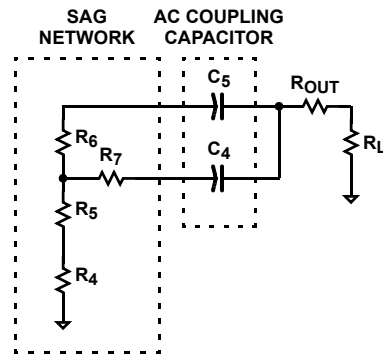 SAG
NETWORK
AC COUPLING
CAPACITOR
C5
ROUT
R6
R7
C4
RL
R5
R4